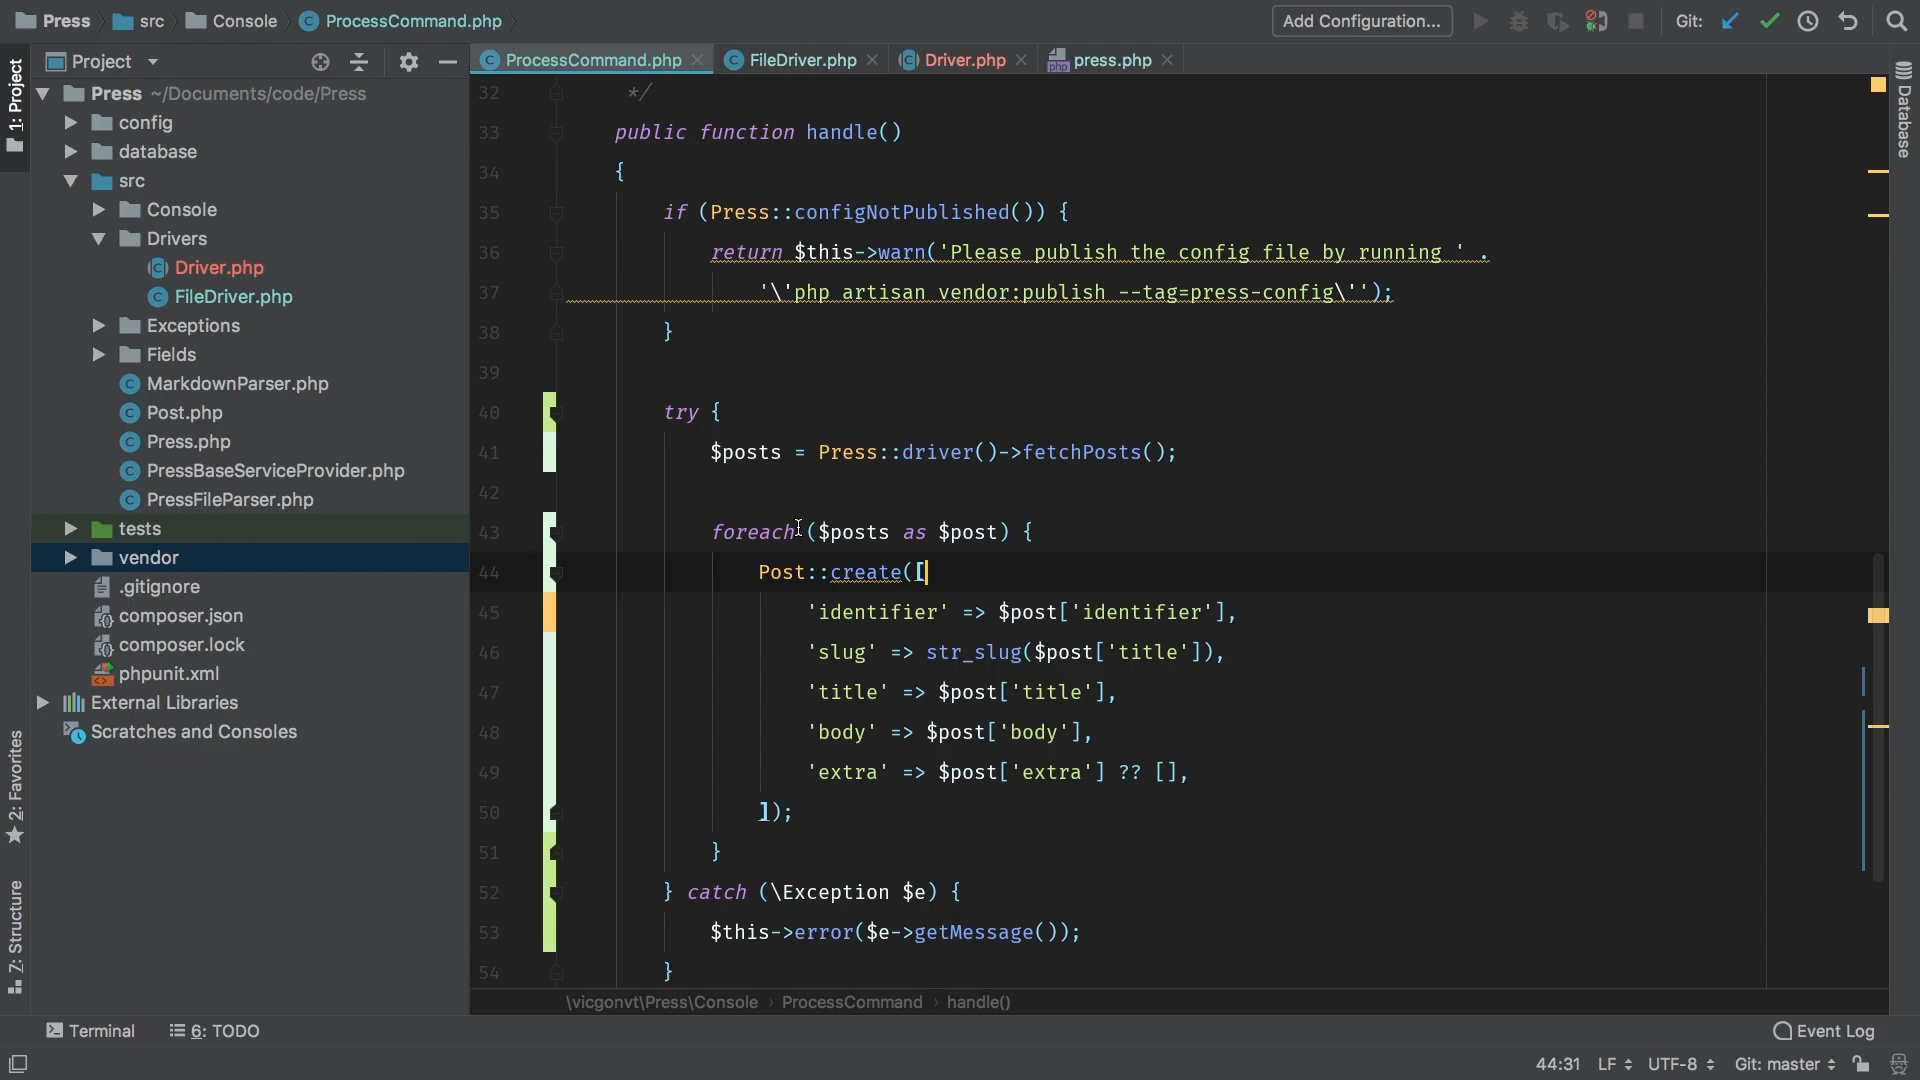 Press src Console ProcessCommand.php
Add Configuration... Git:
1: Project
Project
ProcessCommand.php FileDriver.php Driver.php press.php
Database
Press ~/Documents/code/Press
config
database
src
Console
Drivers
Driver.php
FileDriver.php
Exceptions
Fields
MarkdownParser.php
Post.php
Press.php
PressBaseServiceProvider.php
PressFileParser.php
tests
vendor
.gitignore
composer.json
composer.lock
phpunit.xml
External Libraries
Scratches and Consoles
2: Favorites
7: Structure
32 */
33 public function handle()
34 {
35 if (Press::configNotPublished()) {
36 return $this->warn('Please publish the config file by running ' .
37 '\'php artisan vendor:publish --tag=press-config\'');
38 }
39
40 try {
41 $posts = Press::driver()->fetchPosts();
42
43 foreach ($posts as $post) {
44 Post::create([
45 'identifier' => $post['identifier'],
46 'slug' => str_slug($post['title']),
47 'title' => $post['title'],
48 'body' => $post['body'],
49 'extra' => $post['extra'] ?? [],
50 ]);
51 }
52 } catch (\Exception $e) {
53 $this->error($e->getMessage());
54 }
\vicgonvt\Press\Console › ProcessCommand › handle()
Terminal 6: TODO Event Log
44:31 LF UTF-8 Git: master